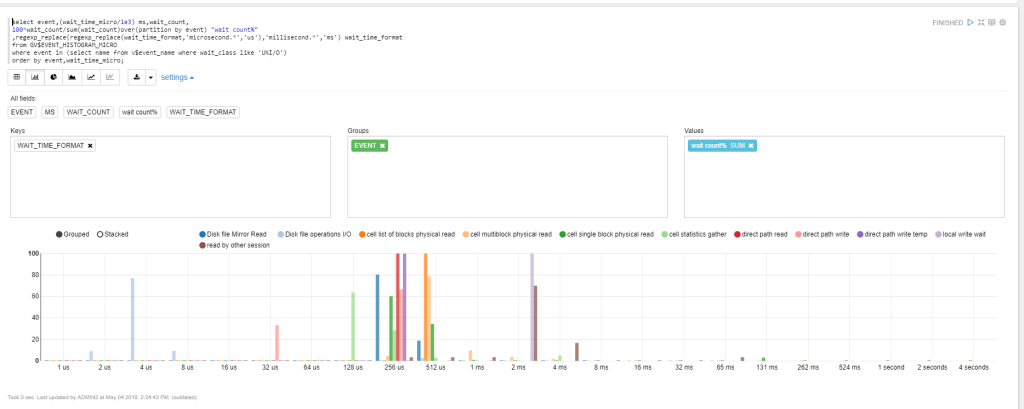 select event,(wait_time_micro/1e3) ms,wait_count,
100*wait_count/sum(wait_count)over(partition by event) "wait count%"
,regexp_replace(regexp_replace(wait_time_format,'microsecond.*','us'),'millisecond.*','ms') wait_time_format
from GV$EVENT_HISTOGRAM_MICRO
where event in (select name from v$event_name where wait_class like '%I/O')
order by event,wait_time_micro;
FINISHED
settings
All fields:
EVENT MS WAIT_COUNT wait count% WAIT_TIME_FORMAT
Keys Groups Values
WAIT_TIME_FORMAT EVENT wait count% SUM
Grouped Stacked Disk file Mirror Read Disk file operations I/O cell list of blocks physical read cell multiblock physical read cell single block physical read cell statistics gather direct path read direct path write direct path write temp local write wait
read by other session
100
80
60
40
20
0
1 us 2 us 4 us 8 us 16 us 32 us 64 us 128 us 256 us 512 us 1 ms 2 ms 4 ms 8 ms 16 ms 32 ms 65 ms 131 ms 262 ms 524 ms 1 second 2 seconds 4 seconds
Took 0 sec. Last updated by ADMIN2 at May 04 2018, 2:24:43 PM. (outdated)